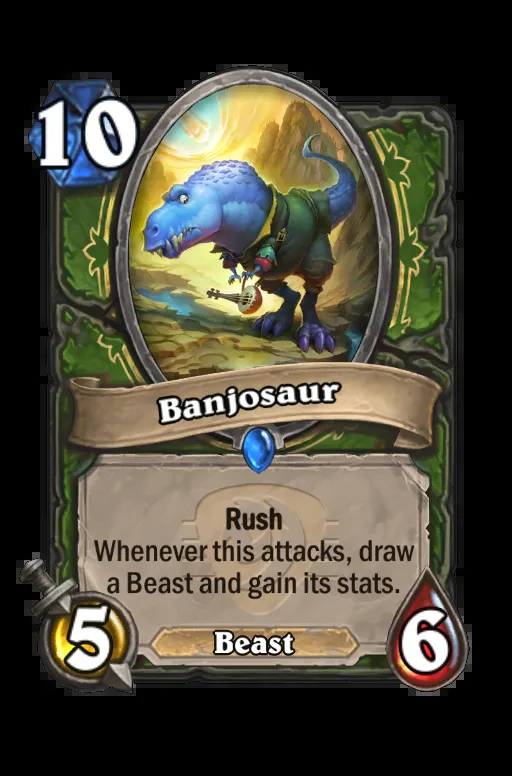 10
Banjosaur
Rush
Whenever this attacks, draw
a Beast and gain its stats.
5
Beast
6